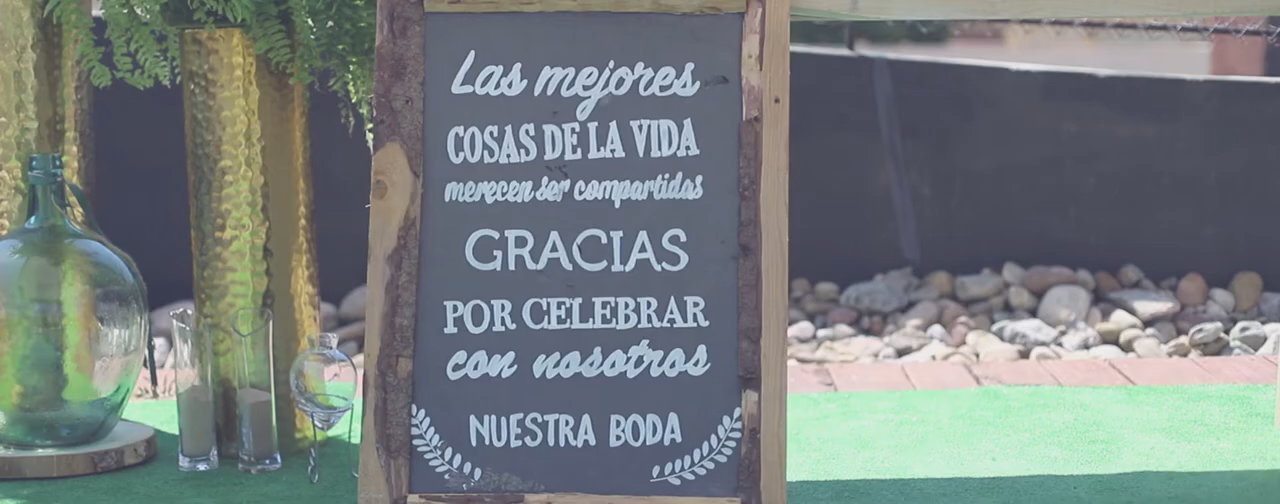 Las mejores
COSAS DE LA VIDA
merecen ser compartidas
GRACIAS
POR CELEBRAR
con nosotros
NUESTRA BODA